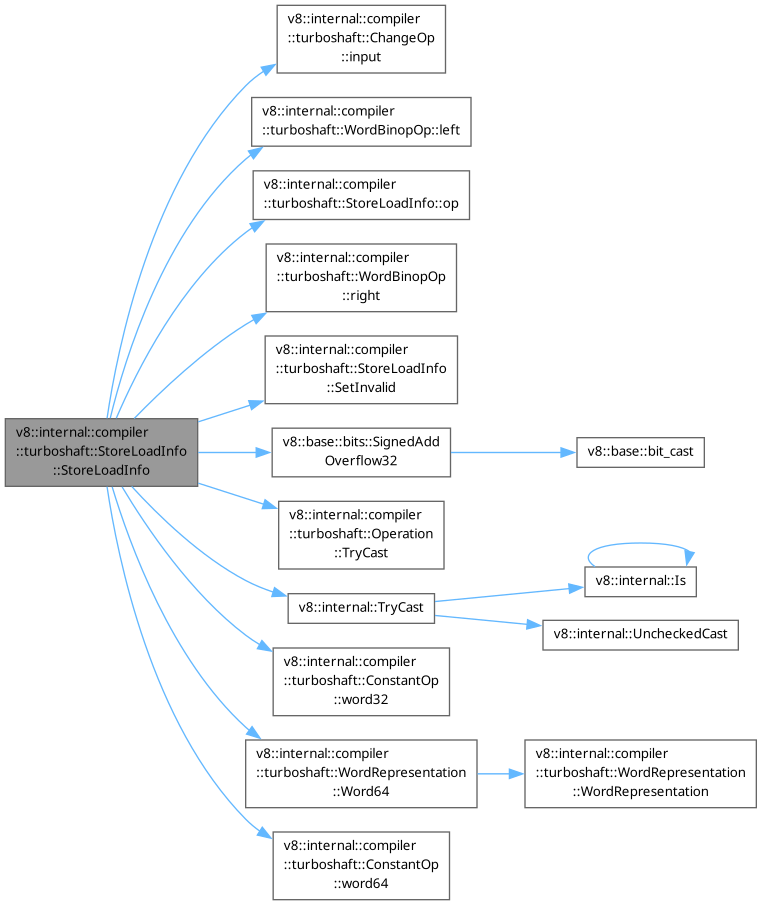 v8::internal::compiler
::turboshaft::ChangeOp
::input
v8::internal::compiler
::turboshaft::WordBinopOp::left
v8::internal::compiler
::turboshaft::StoreLoadInfo::op
v8::internal::compiler
::turboshaft::WordBinopOp
::right
v8::internal::compiler
::turboshaft::StoreLoadInfo
::SetInvalid
v8::internal::compiler
::turboshaft::StoreLoadInfo
::StoreLoadInfo
v8::base::bits::SignedAdd
Overflow32
v8::base::bit_cast
v8::internal::compiler
::turboshaft::Operation
::TryCast
v8::internal::TryCast
v8::internal::Is
v8::internal::UncheckedCast
v8::internal::compiler
::turboshaft::ConstantOp
::word32
v8::internal::compiler
::turboshaft::WordRepresentation
::Word64
v8::internal::compiler
::turboshaft::WordRepresentation
::WordRepresentation
v8::internal::compiler
::turboshaft::ConstantOp
::word64